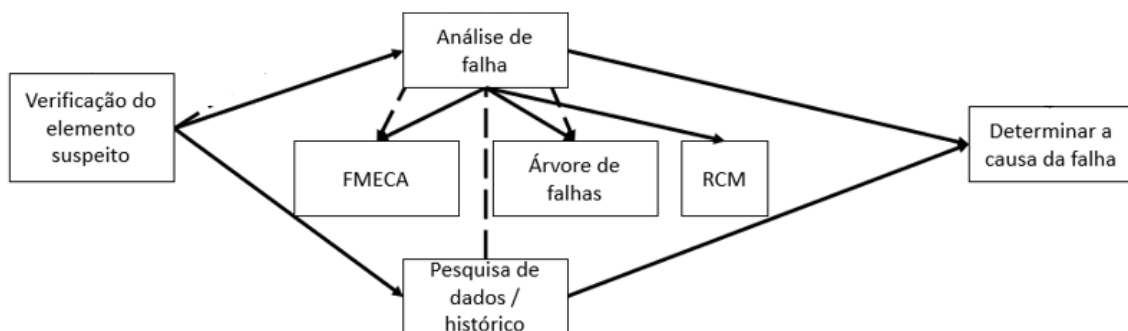 Análise de
falha
Verificação do
elemento
suspeito
FMECA
Árvore de
falhas
RCM
Determinar a
causa da falha
Pesquisa de
dados /
histórico